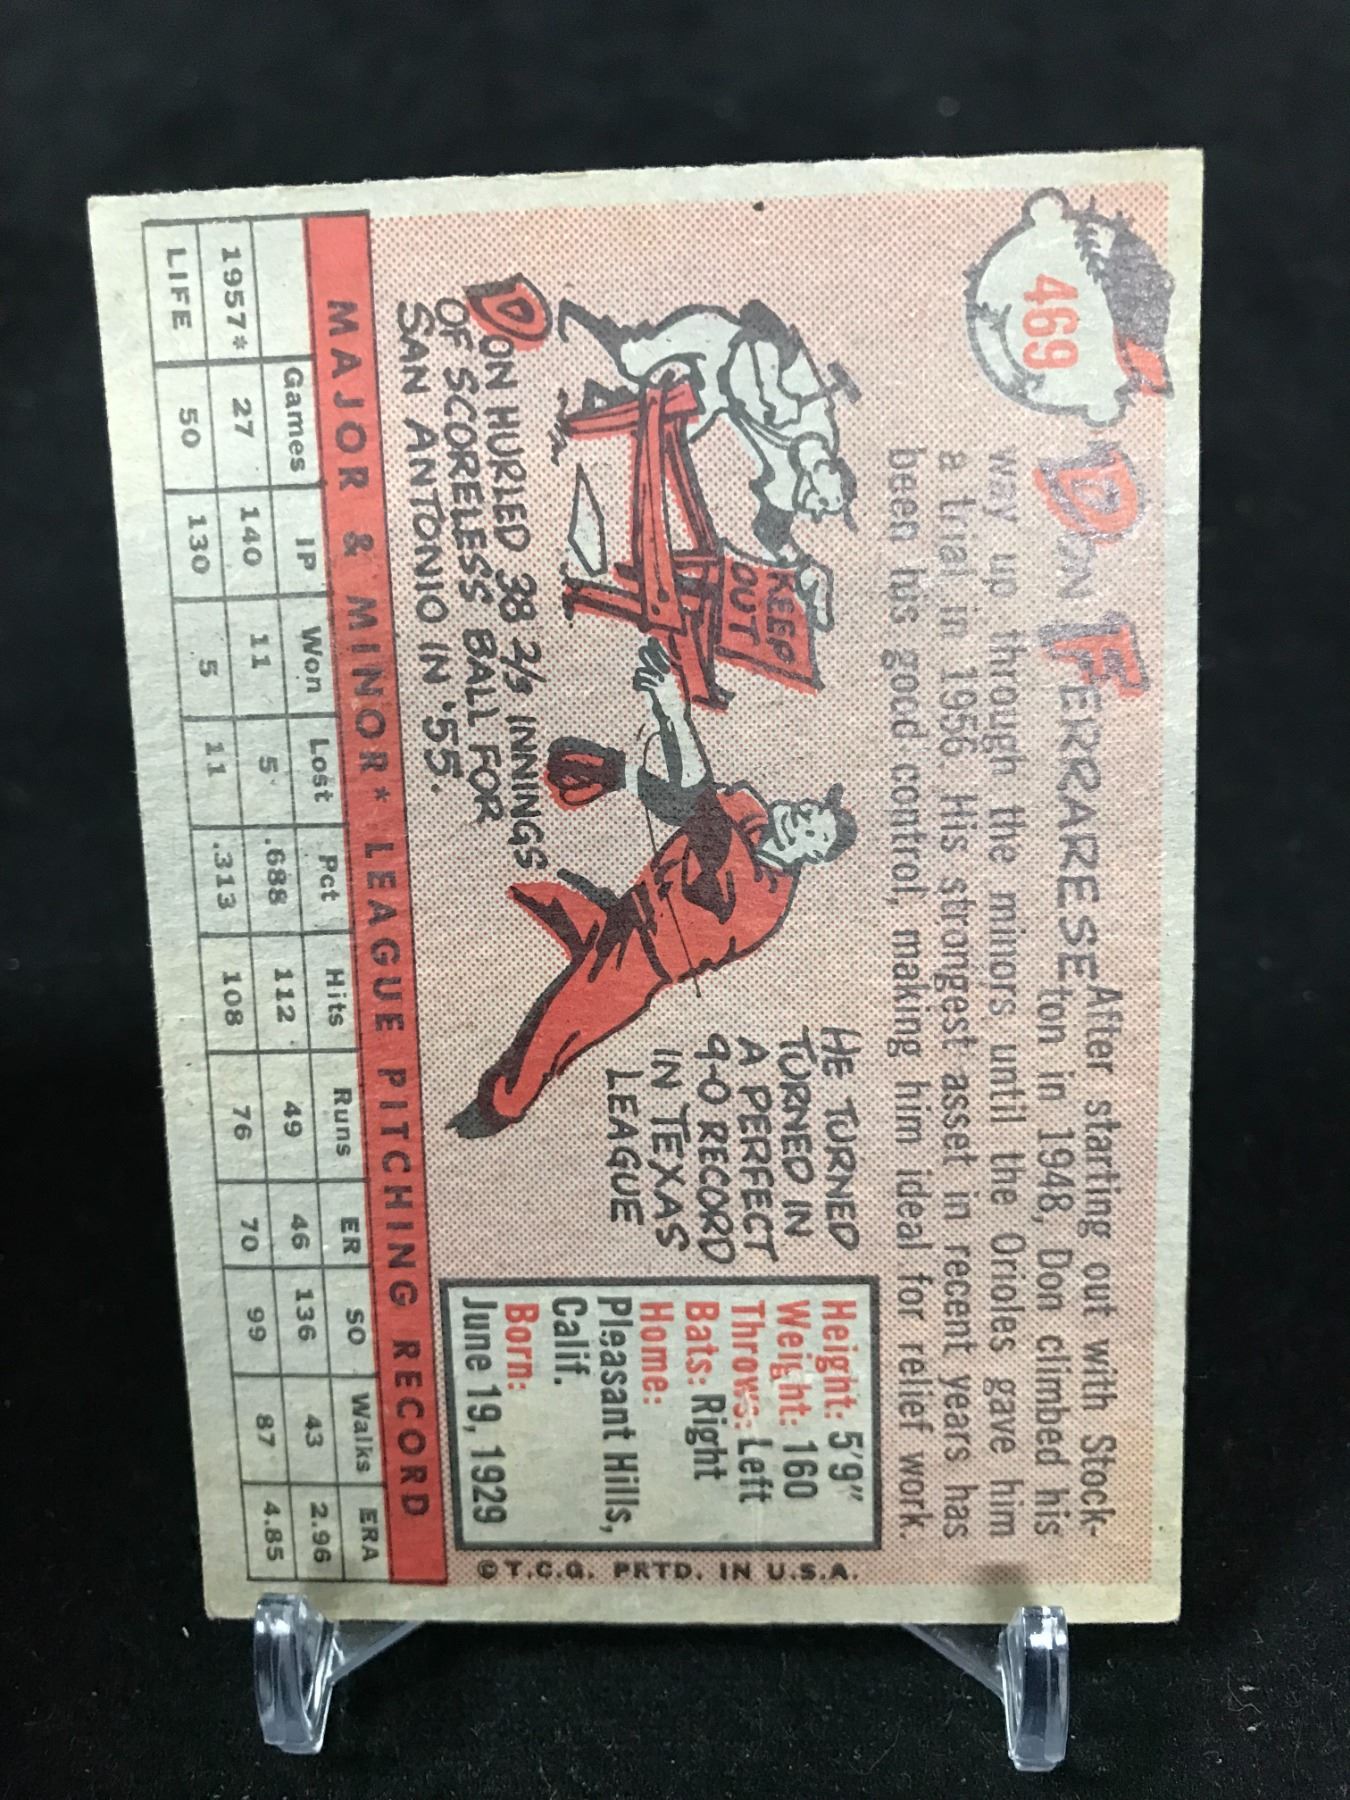 469
DON FERRARESE
After starting out with Stock-
ton in 1948, Don climbed his
way up through the minors until the Orioles gave him
a trial in 1956. His strongest asset in recent years has
been his good control, making him ideal for relief work.
KEEP
OUT
DON HURLED 38 2/3 INNINGS
OF SCORELESS BALL FOR
SAN ANTONIO IN '55.
HE TURNED
TURNED IN
A PERFECT
9-0 RECORD
IN TEXAS
LEAGUE
Height: 5'9"
Weight: 160
Throws: Left
Bats: Right
Home:
Pleasant Hills,
Calif.
Born:
June 19, 1929
© T.C.G. PRTD. IN U.S.A.
MAJOR & MINOR* LEAGUE PITCHING RECORD
Games IP Won Lost Pct Hits Runs ER SO Walks ERA
1957* 27 140 11 5 .688 112 49 46 136 43 2.96
LIFE 50 130 5 11 .313 108 76 70 99 87 4.85